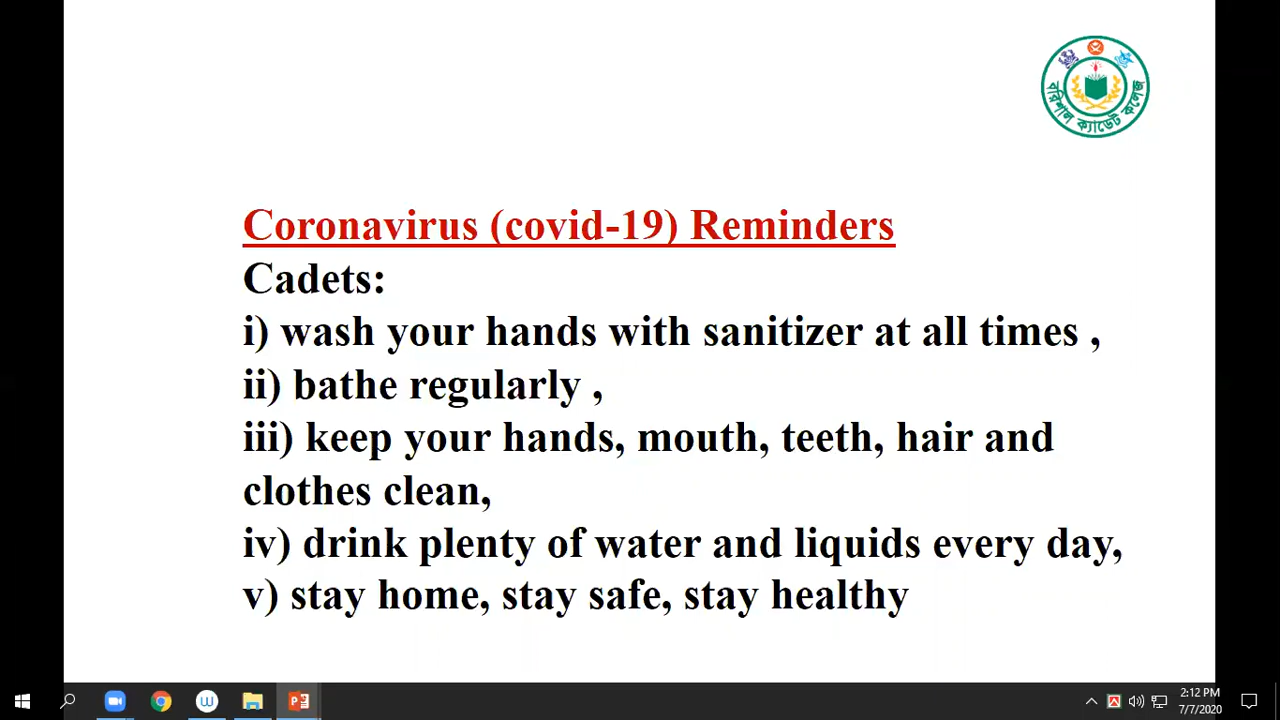 বরিশাল ক্যাডেট কলেজ
Coronavirus (covid-19) Reminders
Cadets:
i) wash your hands with sanitizer at all times ,
ii) bathe regularly ,
iii) keep your hands, mouth, teeth, hair and
clothes clean,
iv) drink plenty of water and liquids every day,
v) stay home, stay safe, stay healthy
2:12 PM
7/7/2020